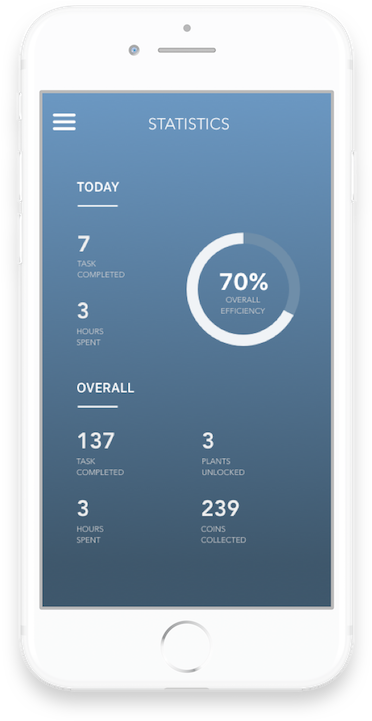 STATISTICS
TODAY
7
TASK
COMPLETED
3
HOURS
SPENT
70%
OVERALL
EFFICIENCY
OVERALL
137
TASK
COMPLETED
3
PLANTS
UNLOCKED
3
HOURS
SPENT
239
COINS
COLLECTED